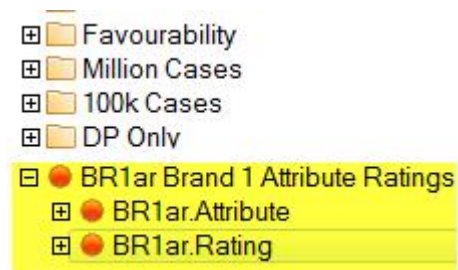 Favourability
Million Cases
100k Cases
DP Only
BR1ar Brand 1 Attribute Ratings
BR1ar.Attribute
BR1ar.Rating